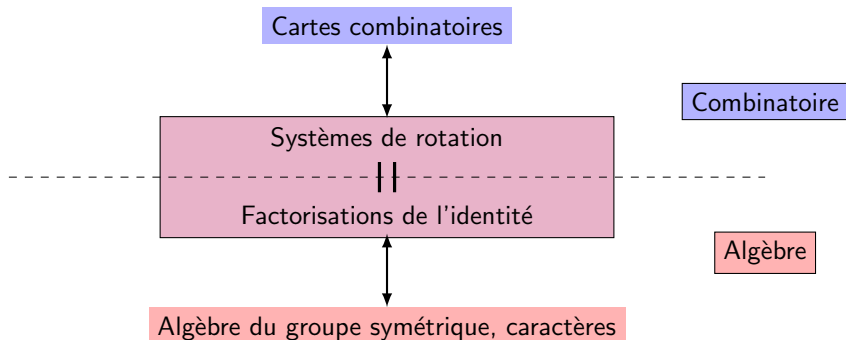 Cartes combinatoires
Combinatoire
Systèmes de rotation
Factorisations de l'identité
Algèbre
Algèbre du groupe symétrique, caractères